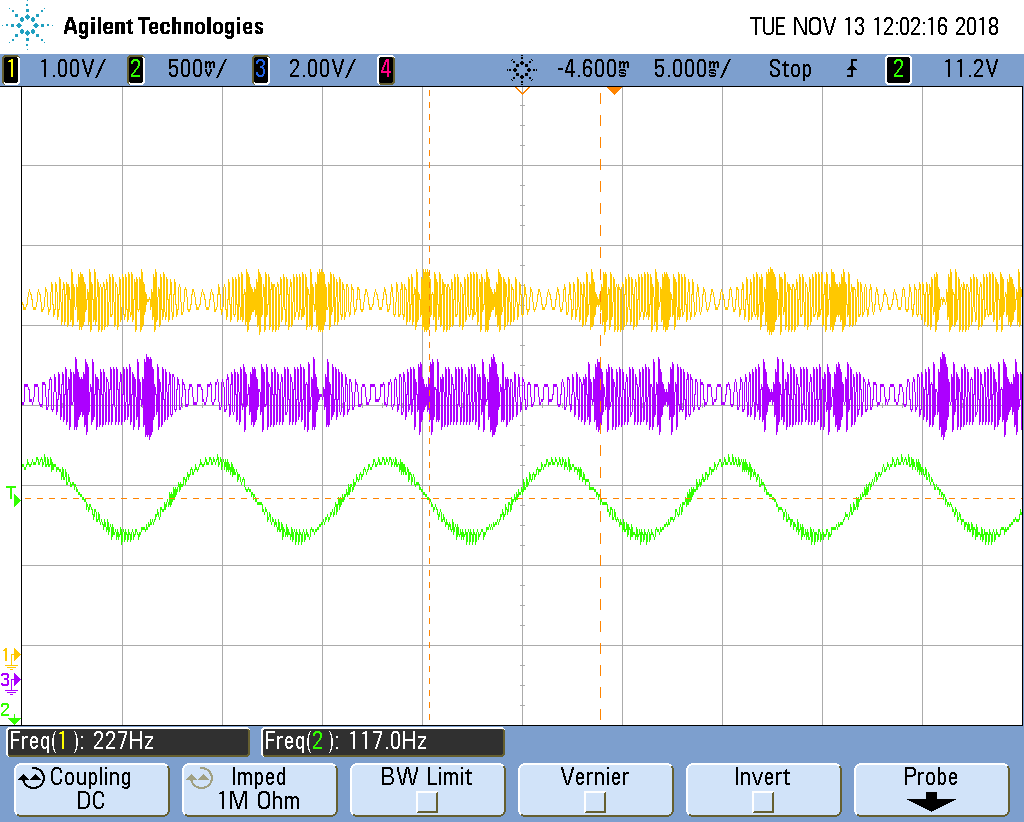 Agilent Technologies TUE NOV 13 12:02:16 2018
1 1.00V/ 2 500mV/ 3 2.00V/ 4 -4.600ms 5.000ms/ Stop 2 11.2V
T
1
3
2
Freq(1): 227Hz Freq(2): 117.0Hz
Coupling Imped BW Limit Vernier Invert Probe
DC 1M Ohm